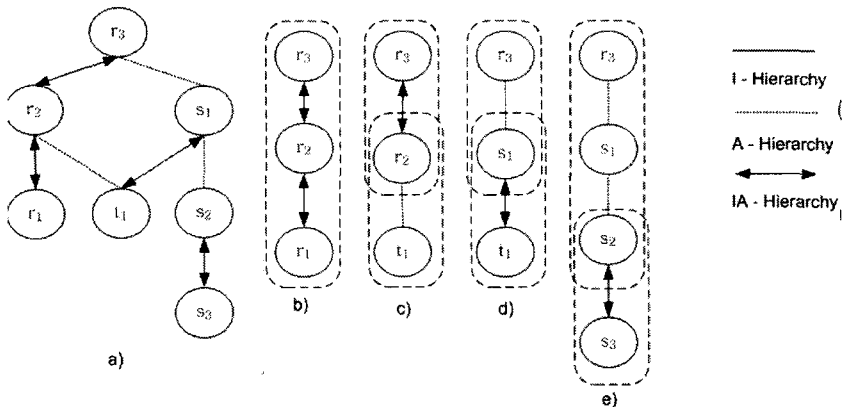 r₃
r₂
s₁
r₁
t₁
s₂
s₃
a)
r₃
r₂
r₁
b)
r₃
r₂
t₁
c)
r₃
s₁
t₁
d)
r₃
s₁
s₂
s₃
e)
I - Hierarchy
(
A - Hierarchy
IA - Hierarchy